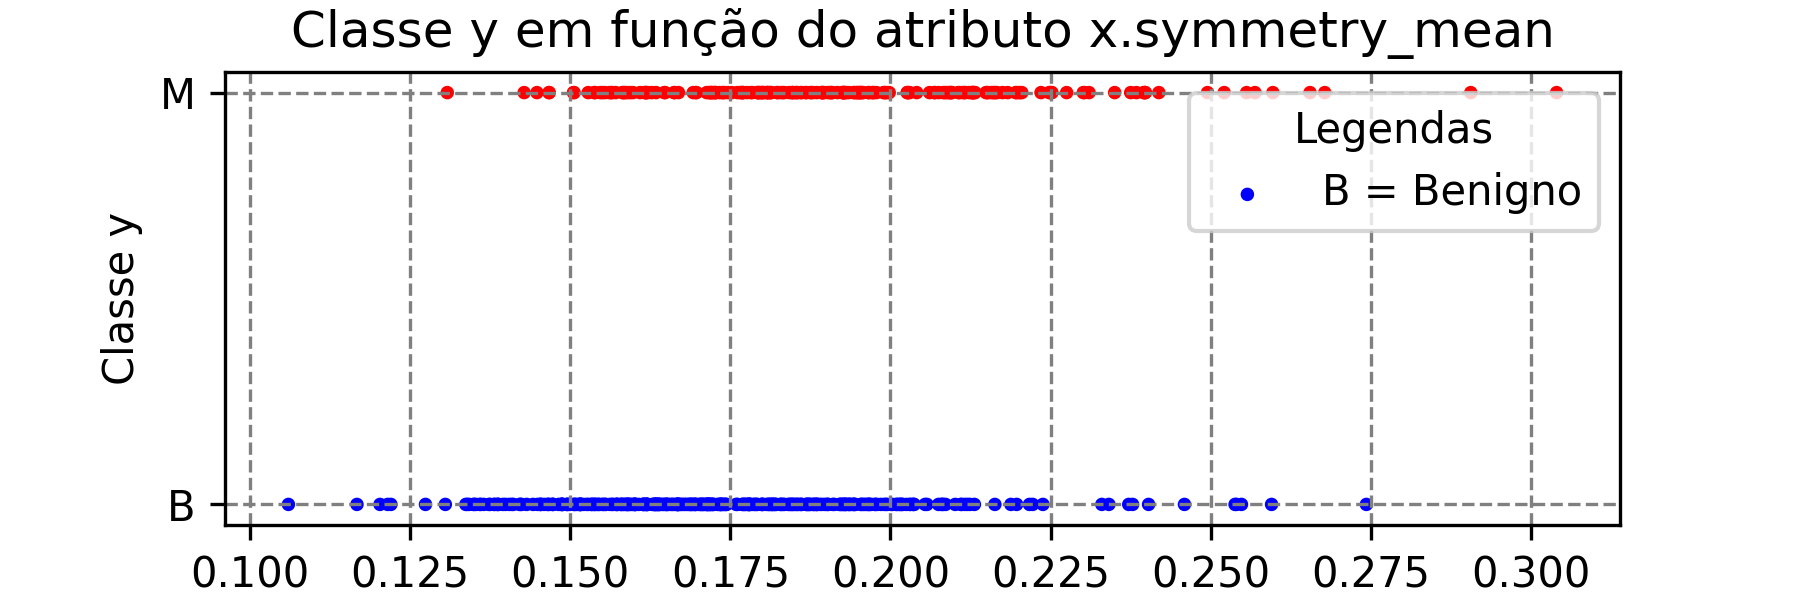 Classe y em função do atributo x.symmetry_mean
M
Legendas
B = Benigno
Classe y
B
0.100 0.125 0.150 0.175 0.200 0.225 0.250 0.275 0.300